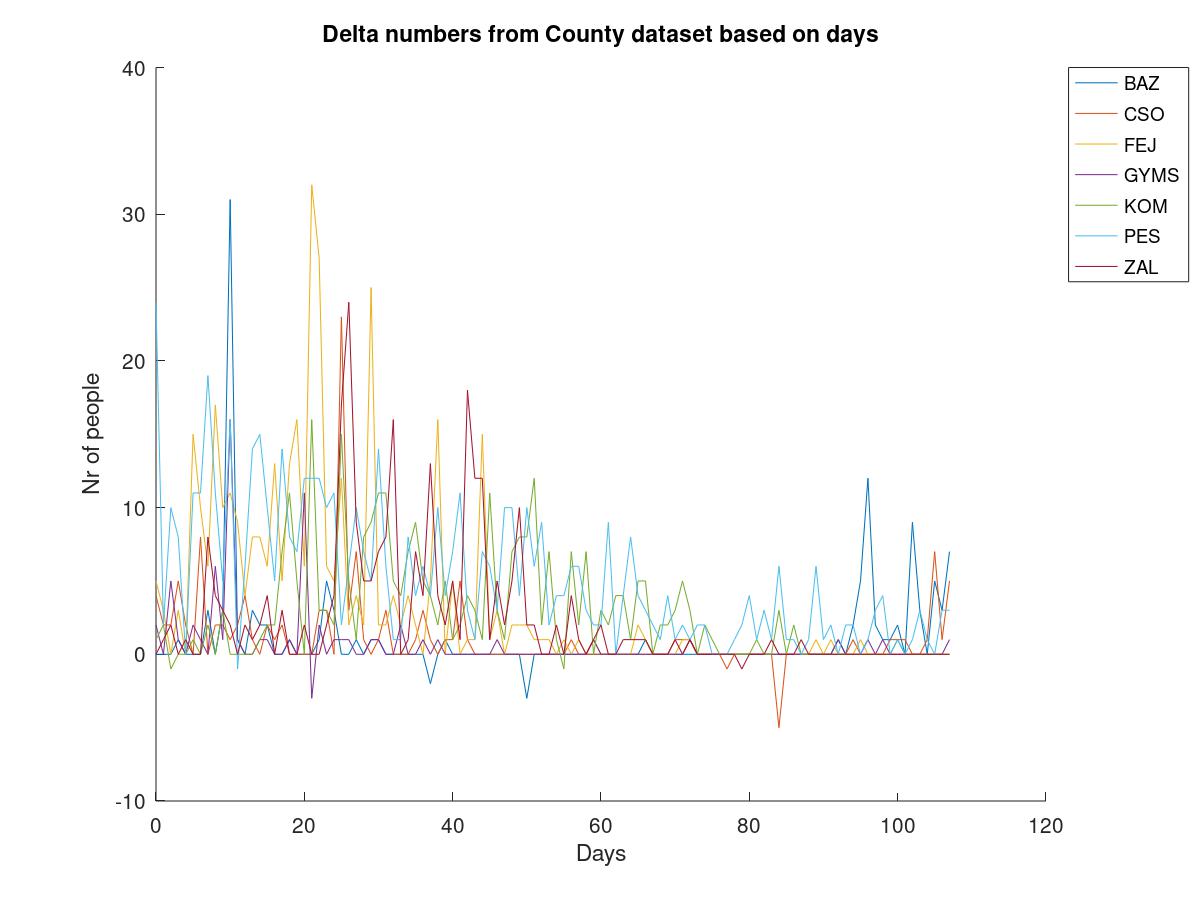 Delta numbers from County dataset based on days
40
30
20
10
0
-10
Nr of people
0 20 40 60 80 100 120
Days
BAZ
CSO
FEJ
GYMS
KOM
PES
ZAL